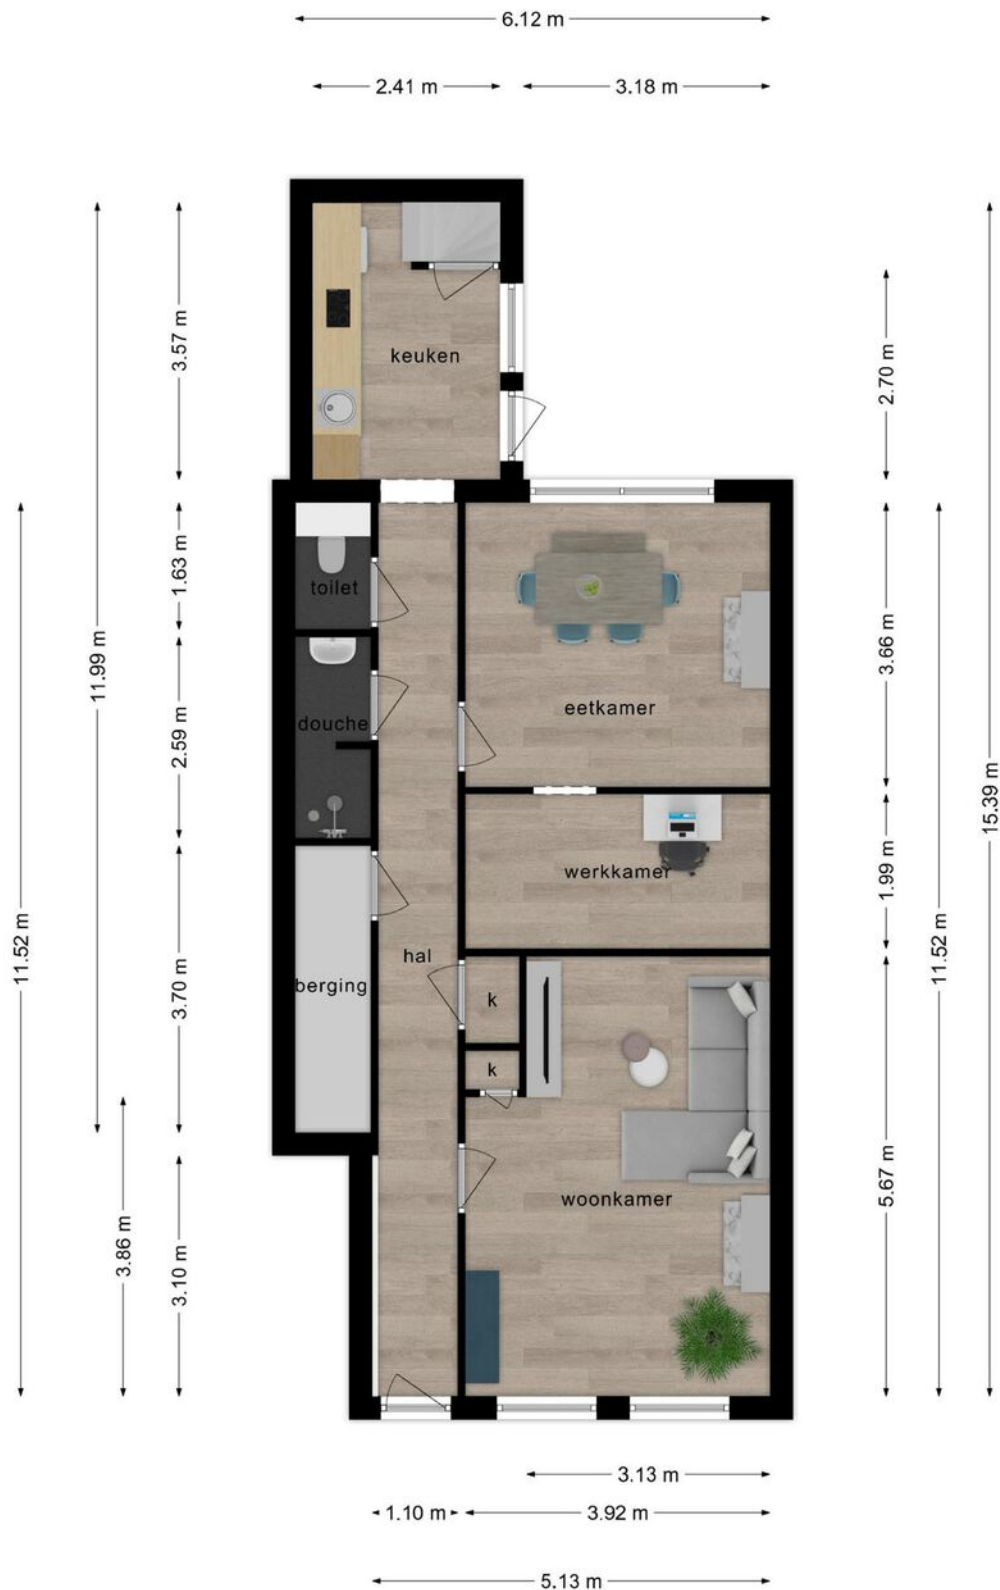 6.12 m
2.41 m
3.18 m
3.57 m
2.70 m
keuken
11.99 m
1.63 m
toilet
3.66 m
2.59 m
douche
eetkamer
15.39 m
1.99 m
werkkamer
11.52 m
11.52 m
hal
3.70 m
berging
k
k
woonkamer
5.67 m
3.86 m
3.10 m
3.13 m
1.10 m
3.92 m
5.13 m